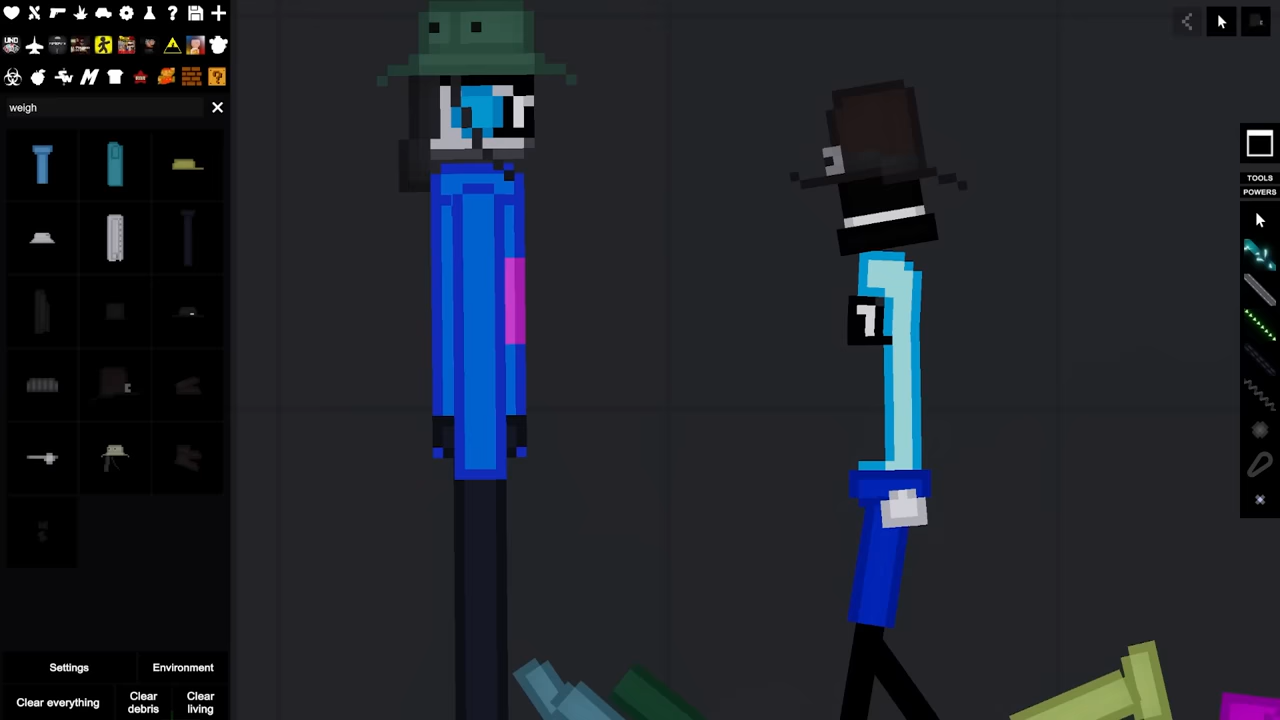 weigh
TOOLS
POWERS
Settings
Environment
Clear everything
Clear debris
Clear living